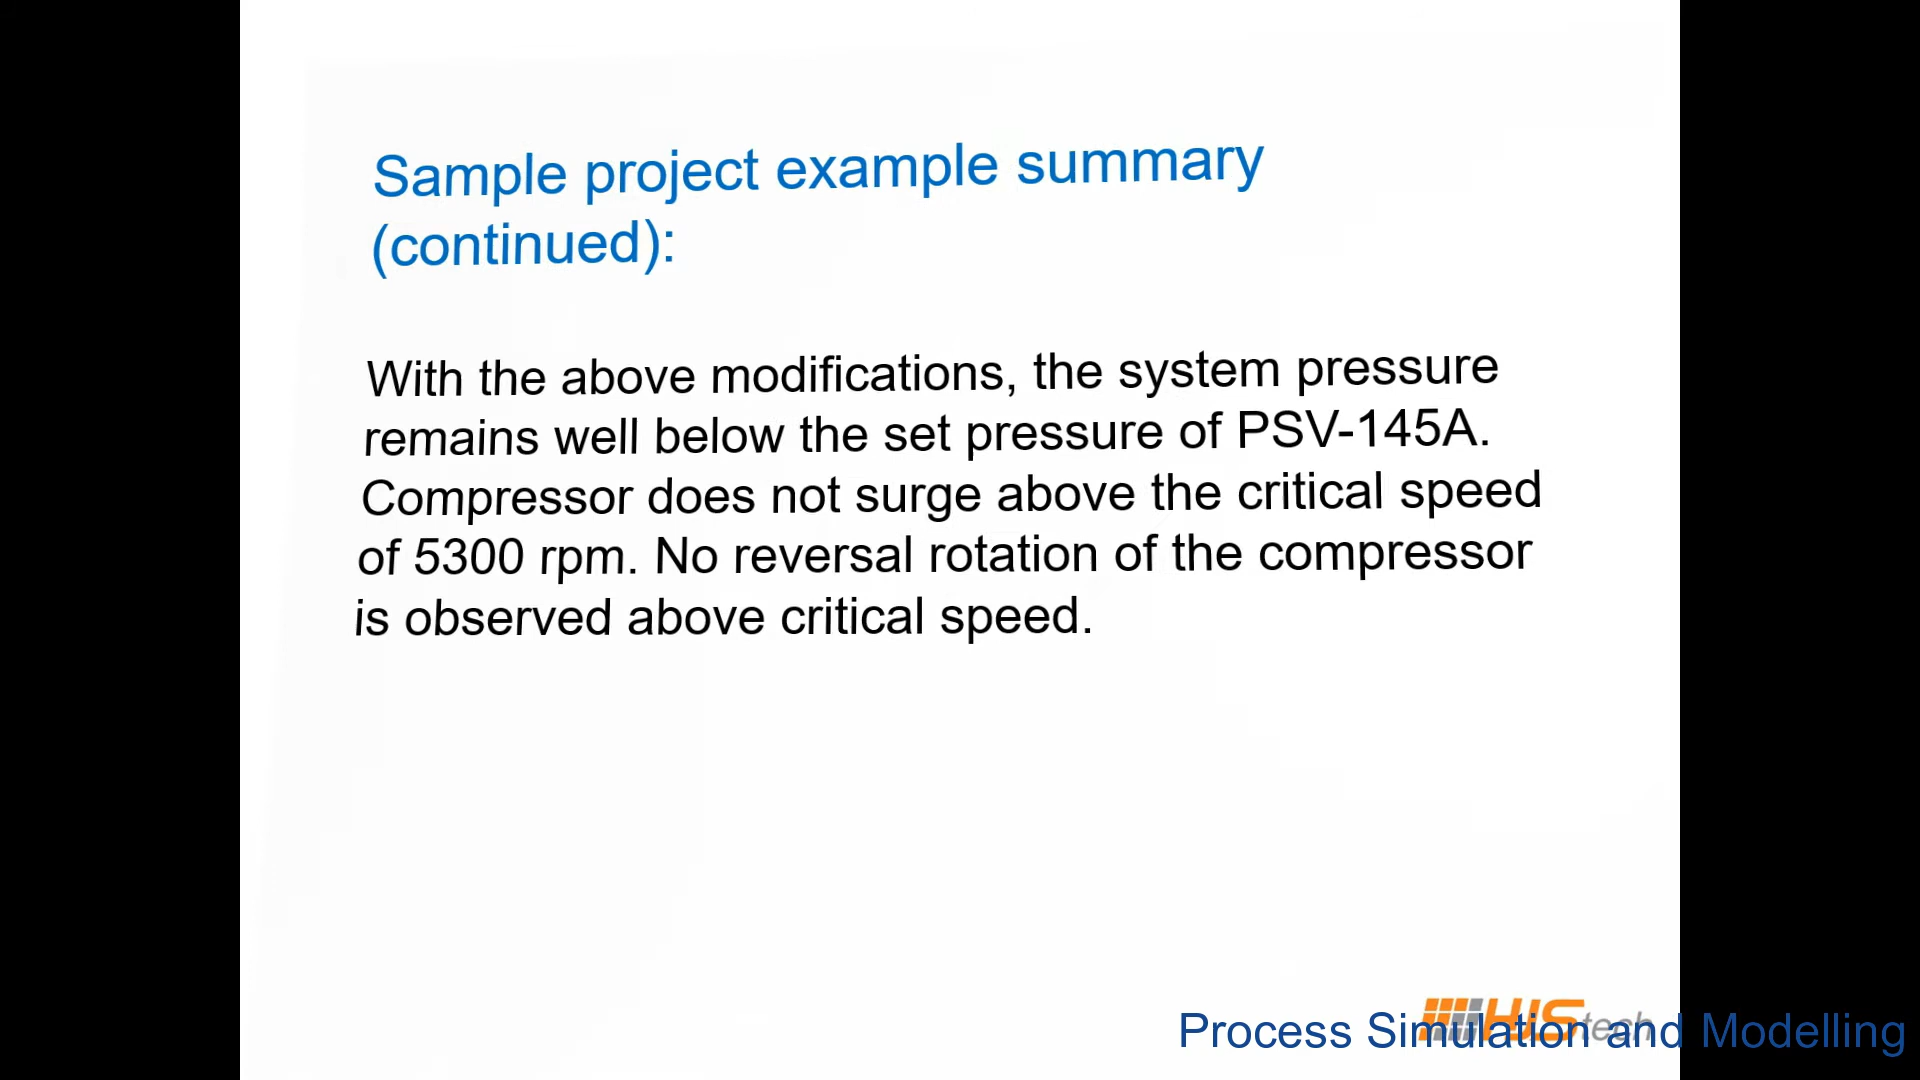 Sample project example summary
(continued):
With the above modifications, the system pressure
remains well below the set pressure of PSV-145A.
Compressor does not surge above the critical speed
of 5300 rpm. No reversal rotation of the compressor
is observed above critical speed.
tech
Process Simulation and Modelling